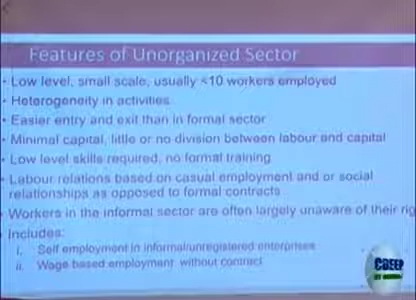 Features of Unorganized Sector
• Low level, small scale, usually <10 workers employed
• Heterogeneity in activities
• Easier entry and exit than in formal sector
• Minimal capital, little or no division between labour and capital
• Low level skills required, no formal training
• Labour relations based on casual employment and or social
relationships as opposed to formal contracts
• Workers in the informal sector are often largely unaware of their rig
• Includes:
i. Self employment in informal/unregistered enterprises
ii. Wage based employment without contract
CDEEP